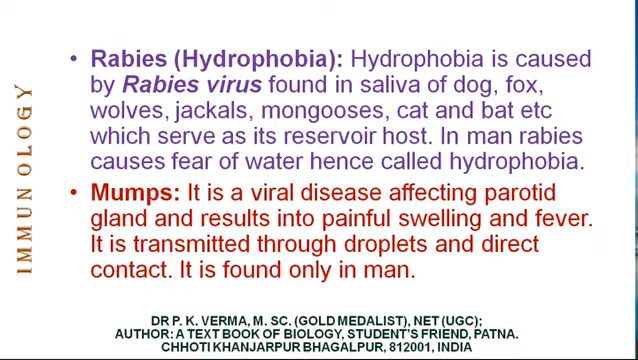 IMMUNOLOGY
• Rabies (Hydrophobia): Hydrophobia is caused
by Rabies virus found in saliva of dog, fox,
wolves, jackals, mongooses, cat and bat etc
which serve as its reservoir host. In man rabies
causes fear of water hence called hydrophobia.
• Mumps: It is a viral disease affecting parotid
gland and results into painful swelling and fever.
It is transmitted through droplets and direct
contact. It is found only in man.
DR P. K. VERMA, M. SC. (GOLD MEDALIST), NET (UGC);
AUTHOR: A TEXT BOOK OF BIOLOGY, STUDENT'S FRIEND, PATNA.
CHHOTI KHANJARPUR BHAGALPUR, 812001, INDIA